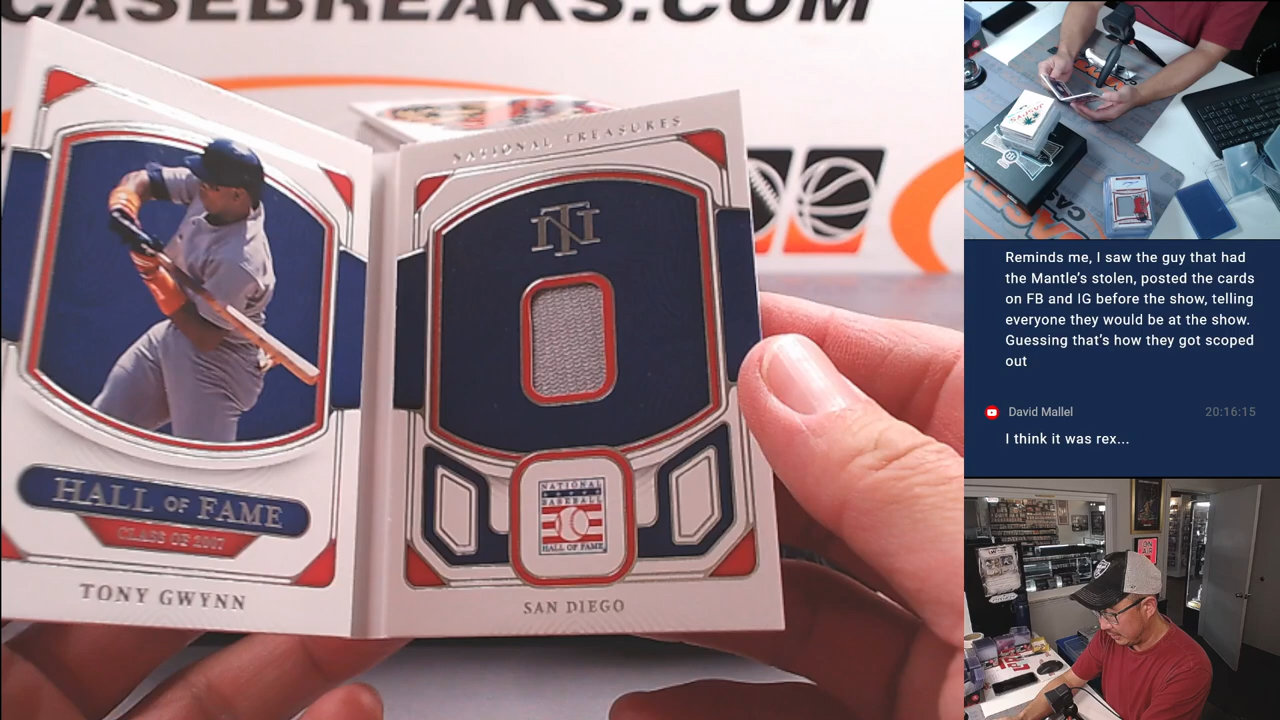 CASEBREAKS.COM
NATIONAL TREASURES
NT
HALL OF FAME
CLASS OF 2007
TONY GWYNN
NATIONAL
BASEBALL
HALL OF FAME
SAN DIEGO
Reminds me, I saw the guy that had
the Mantle's stolen, posted the cards
on FB and IG before the show, telling
everyone they would be at the show.
Guessing that's how they got scoped
out
David Mallel 20:16:15
I think it was rex...